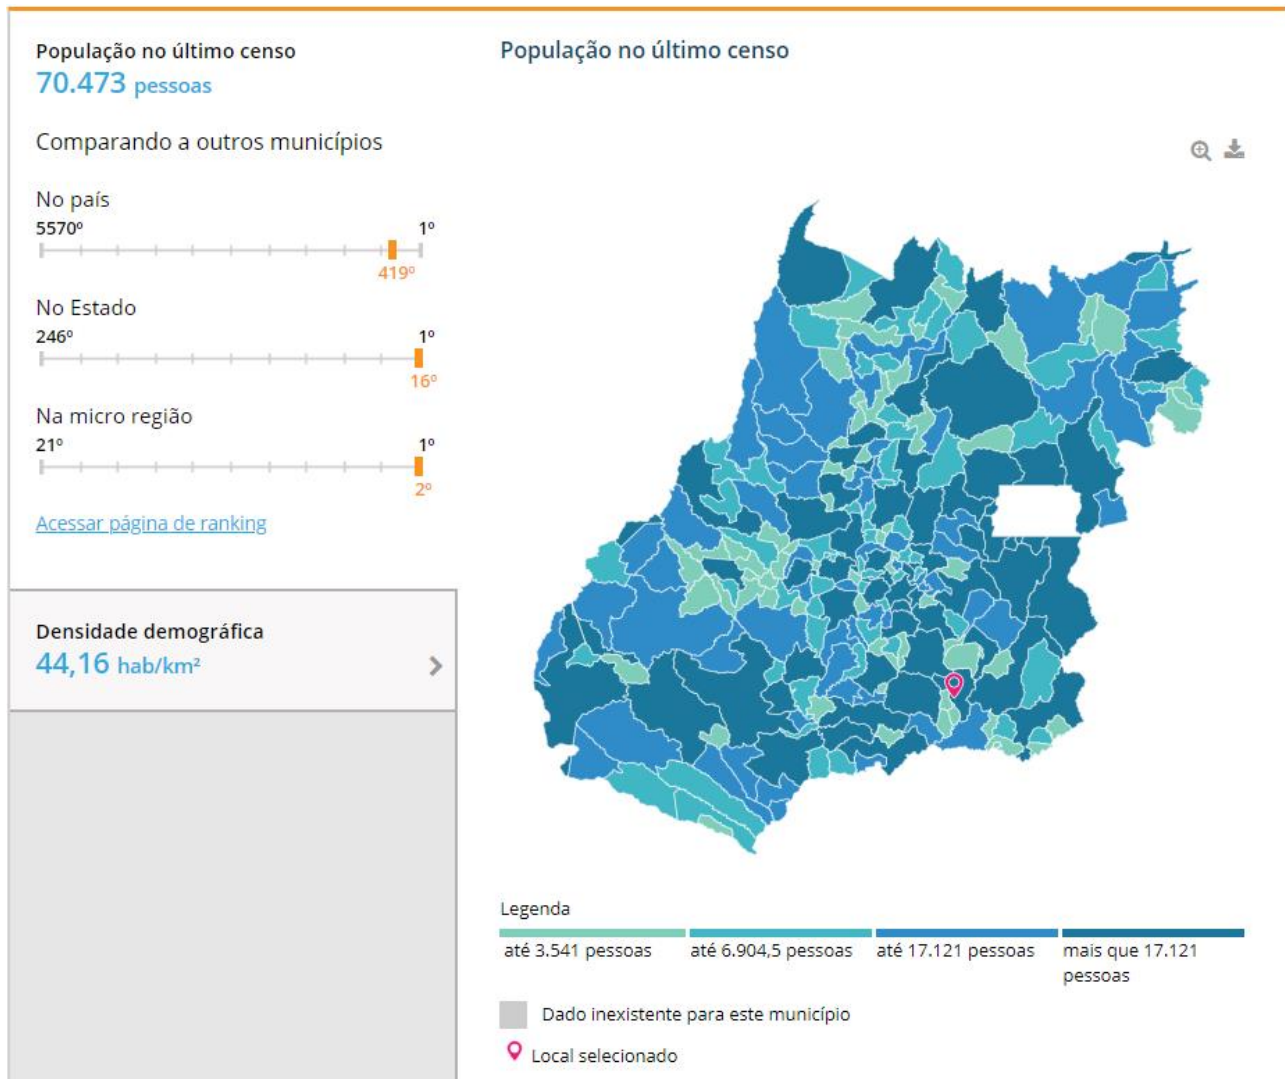 População no último censo
70.473 pessoas
Comparando a outros municípios
No país
5570º 1º
419º
No Estado
246º 1º
16º
Na micro região
21º 1º
2º
Acessar página de ranking
Densidade demográfica
44,16 hab/km²
População no último censo
Legenda
até 3.541 pessoas
até 6.904,5 pessoas
até 17.121 pessoas
mais que 17.121
pessoas
Dado inexistente para este município
Local selecionado